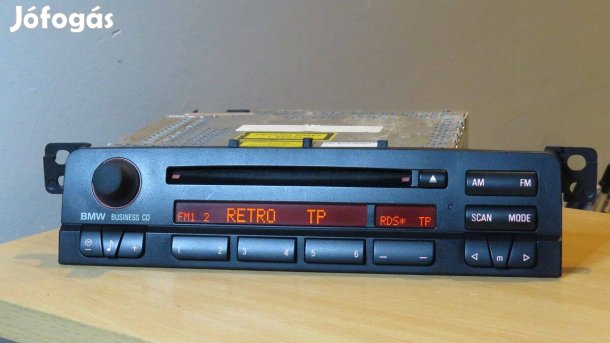 Jófogás
AM FM
BMW BUSINESS CD
FM1 2 RETRO TP RDS* TP
SCAN MODE
+ 2 3 4 5 6 — — m